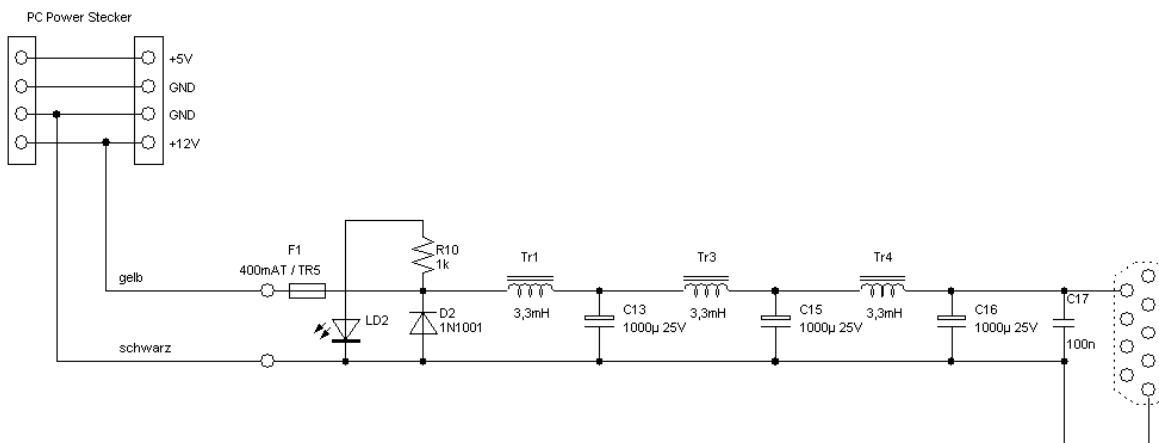 PC Power Stecker
+5V
GND
GND
+12V
F1
400mAT / TR5
gelb
schwarz
LD2
R10
1k
D2
1N1001
Tr1
3,3mH
C13
1000µ 25V
Tr3
3,3mH
C15
1000µ 25V
Tr4
3,3mH
C16
1000µ 25V
C17
100n